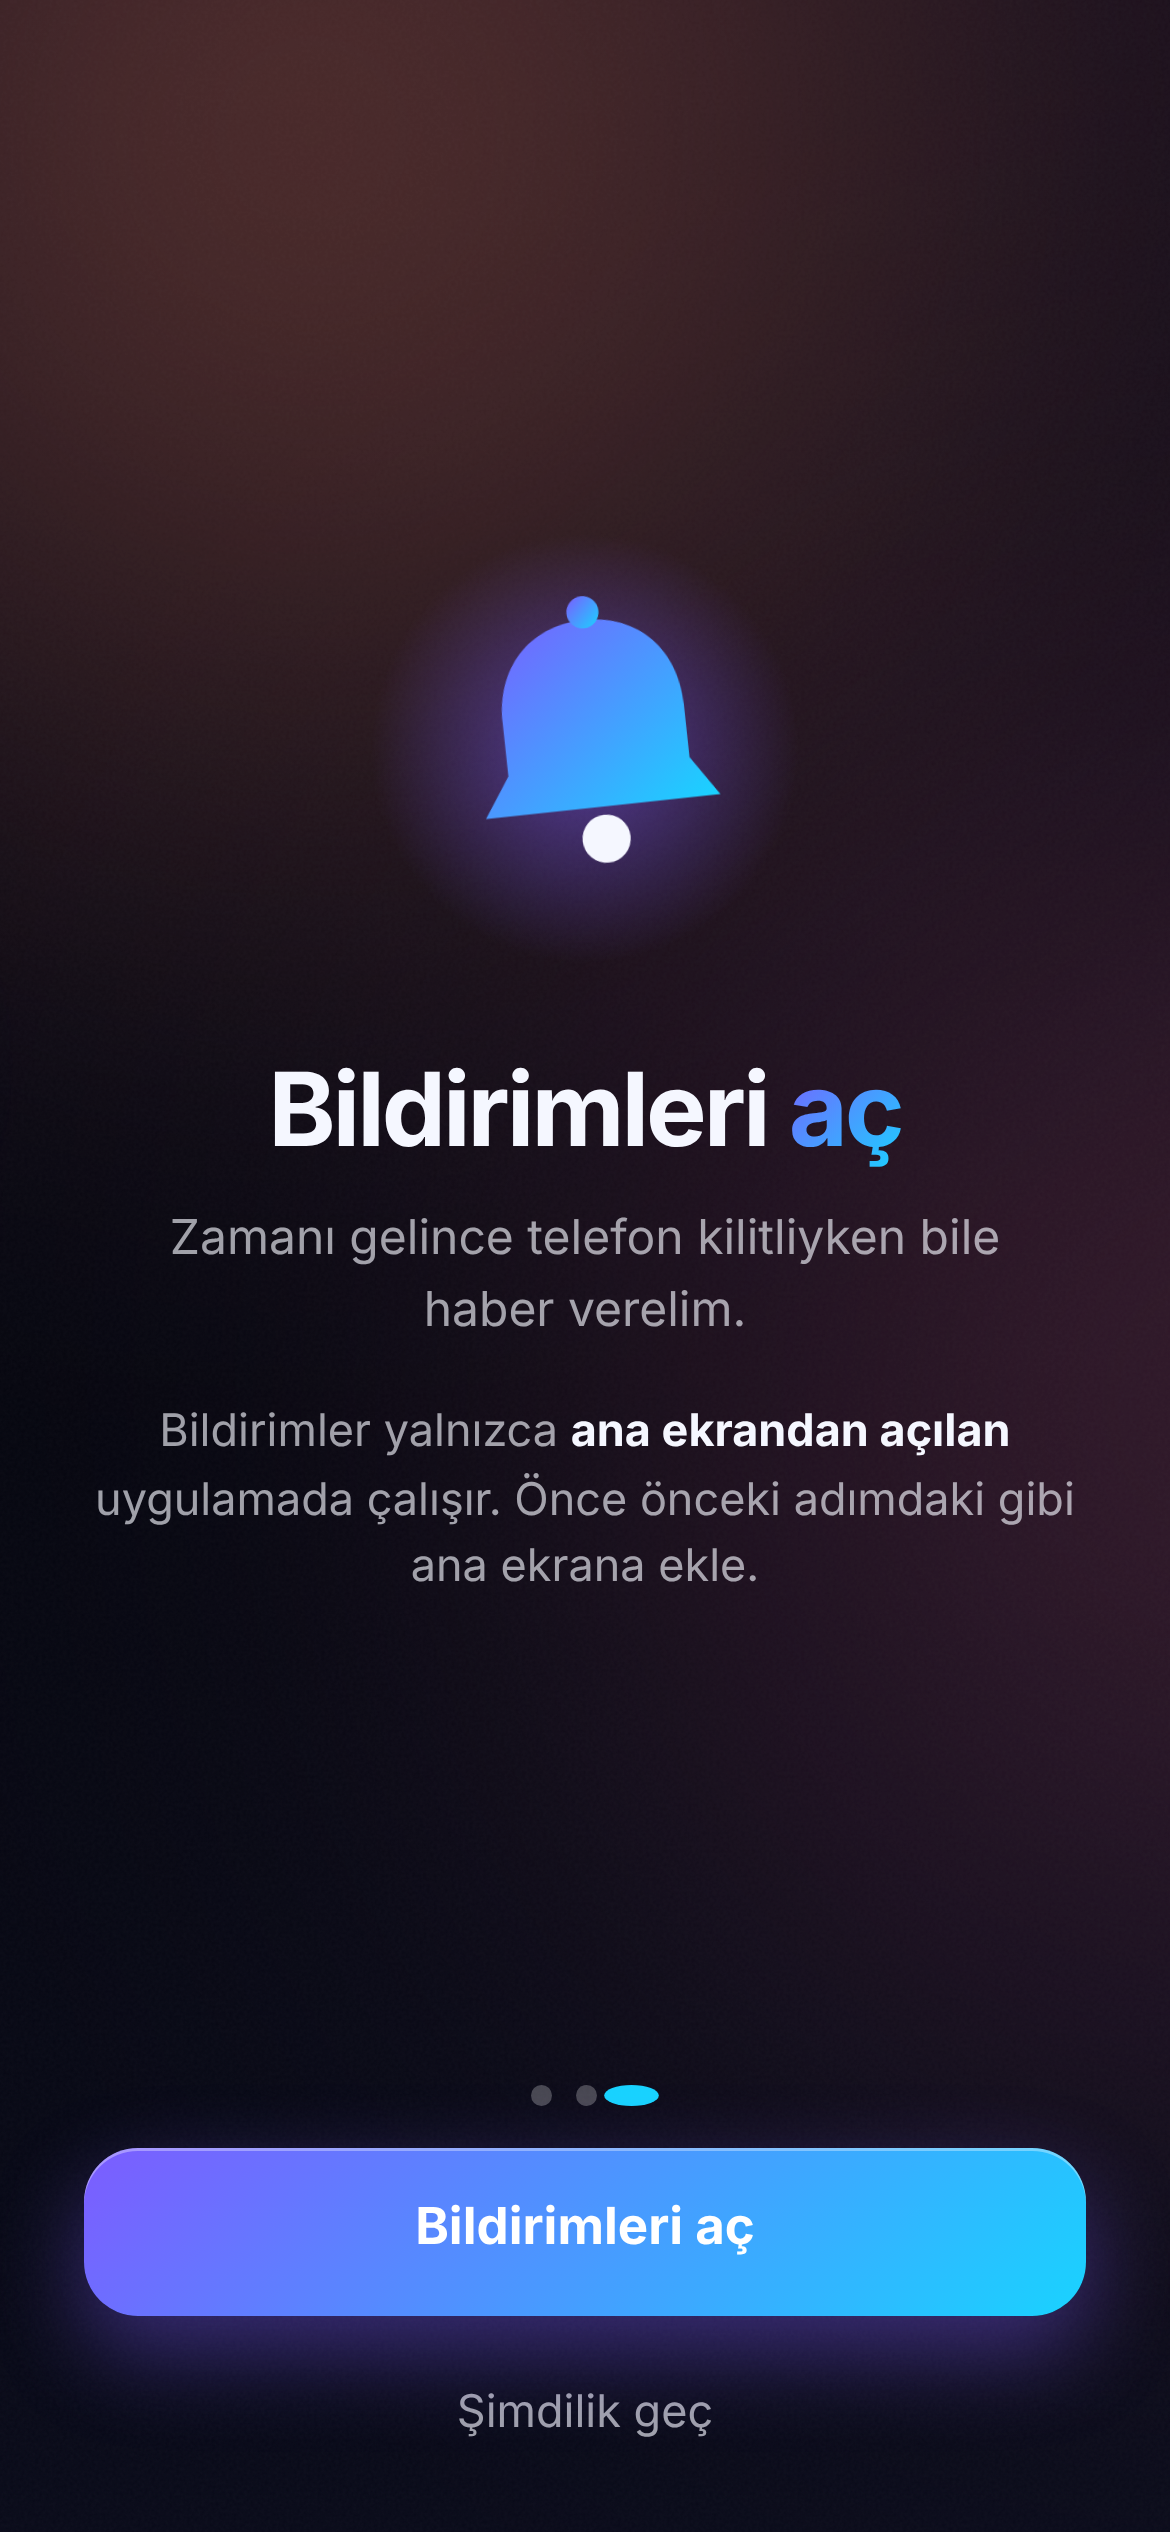 Bildirimleri aç
Zamanı gelince telefon kilitliyken bile
haber verelim.
Bildirimler yalnızca ana ekrandan açılan
uygulamada çalışır. Önce önceki adımdaki gibi
ana ekrana ekle.
Bildirimleri aç
Şimdilik geç